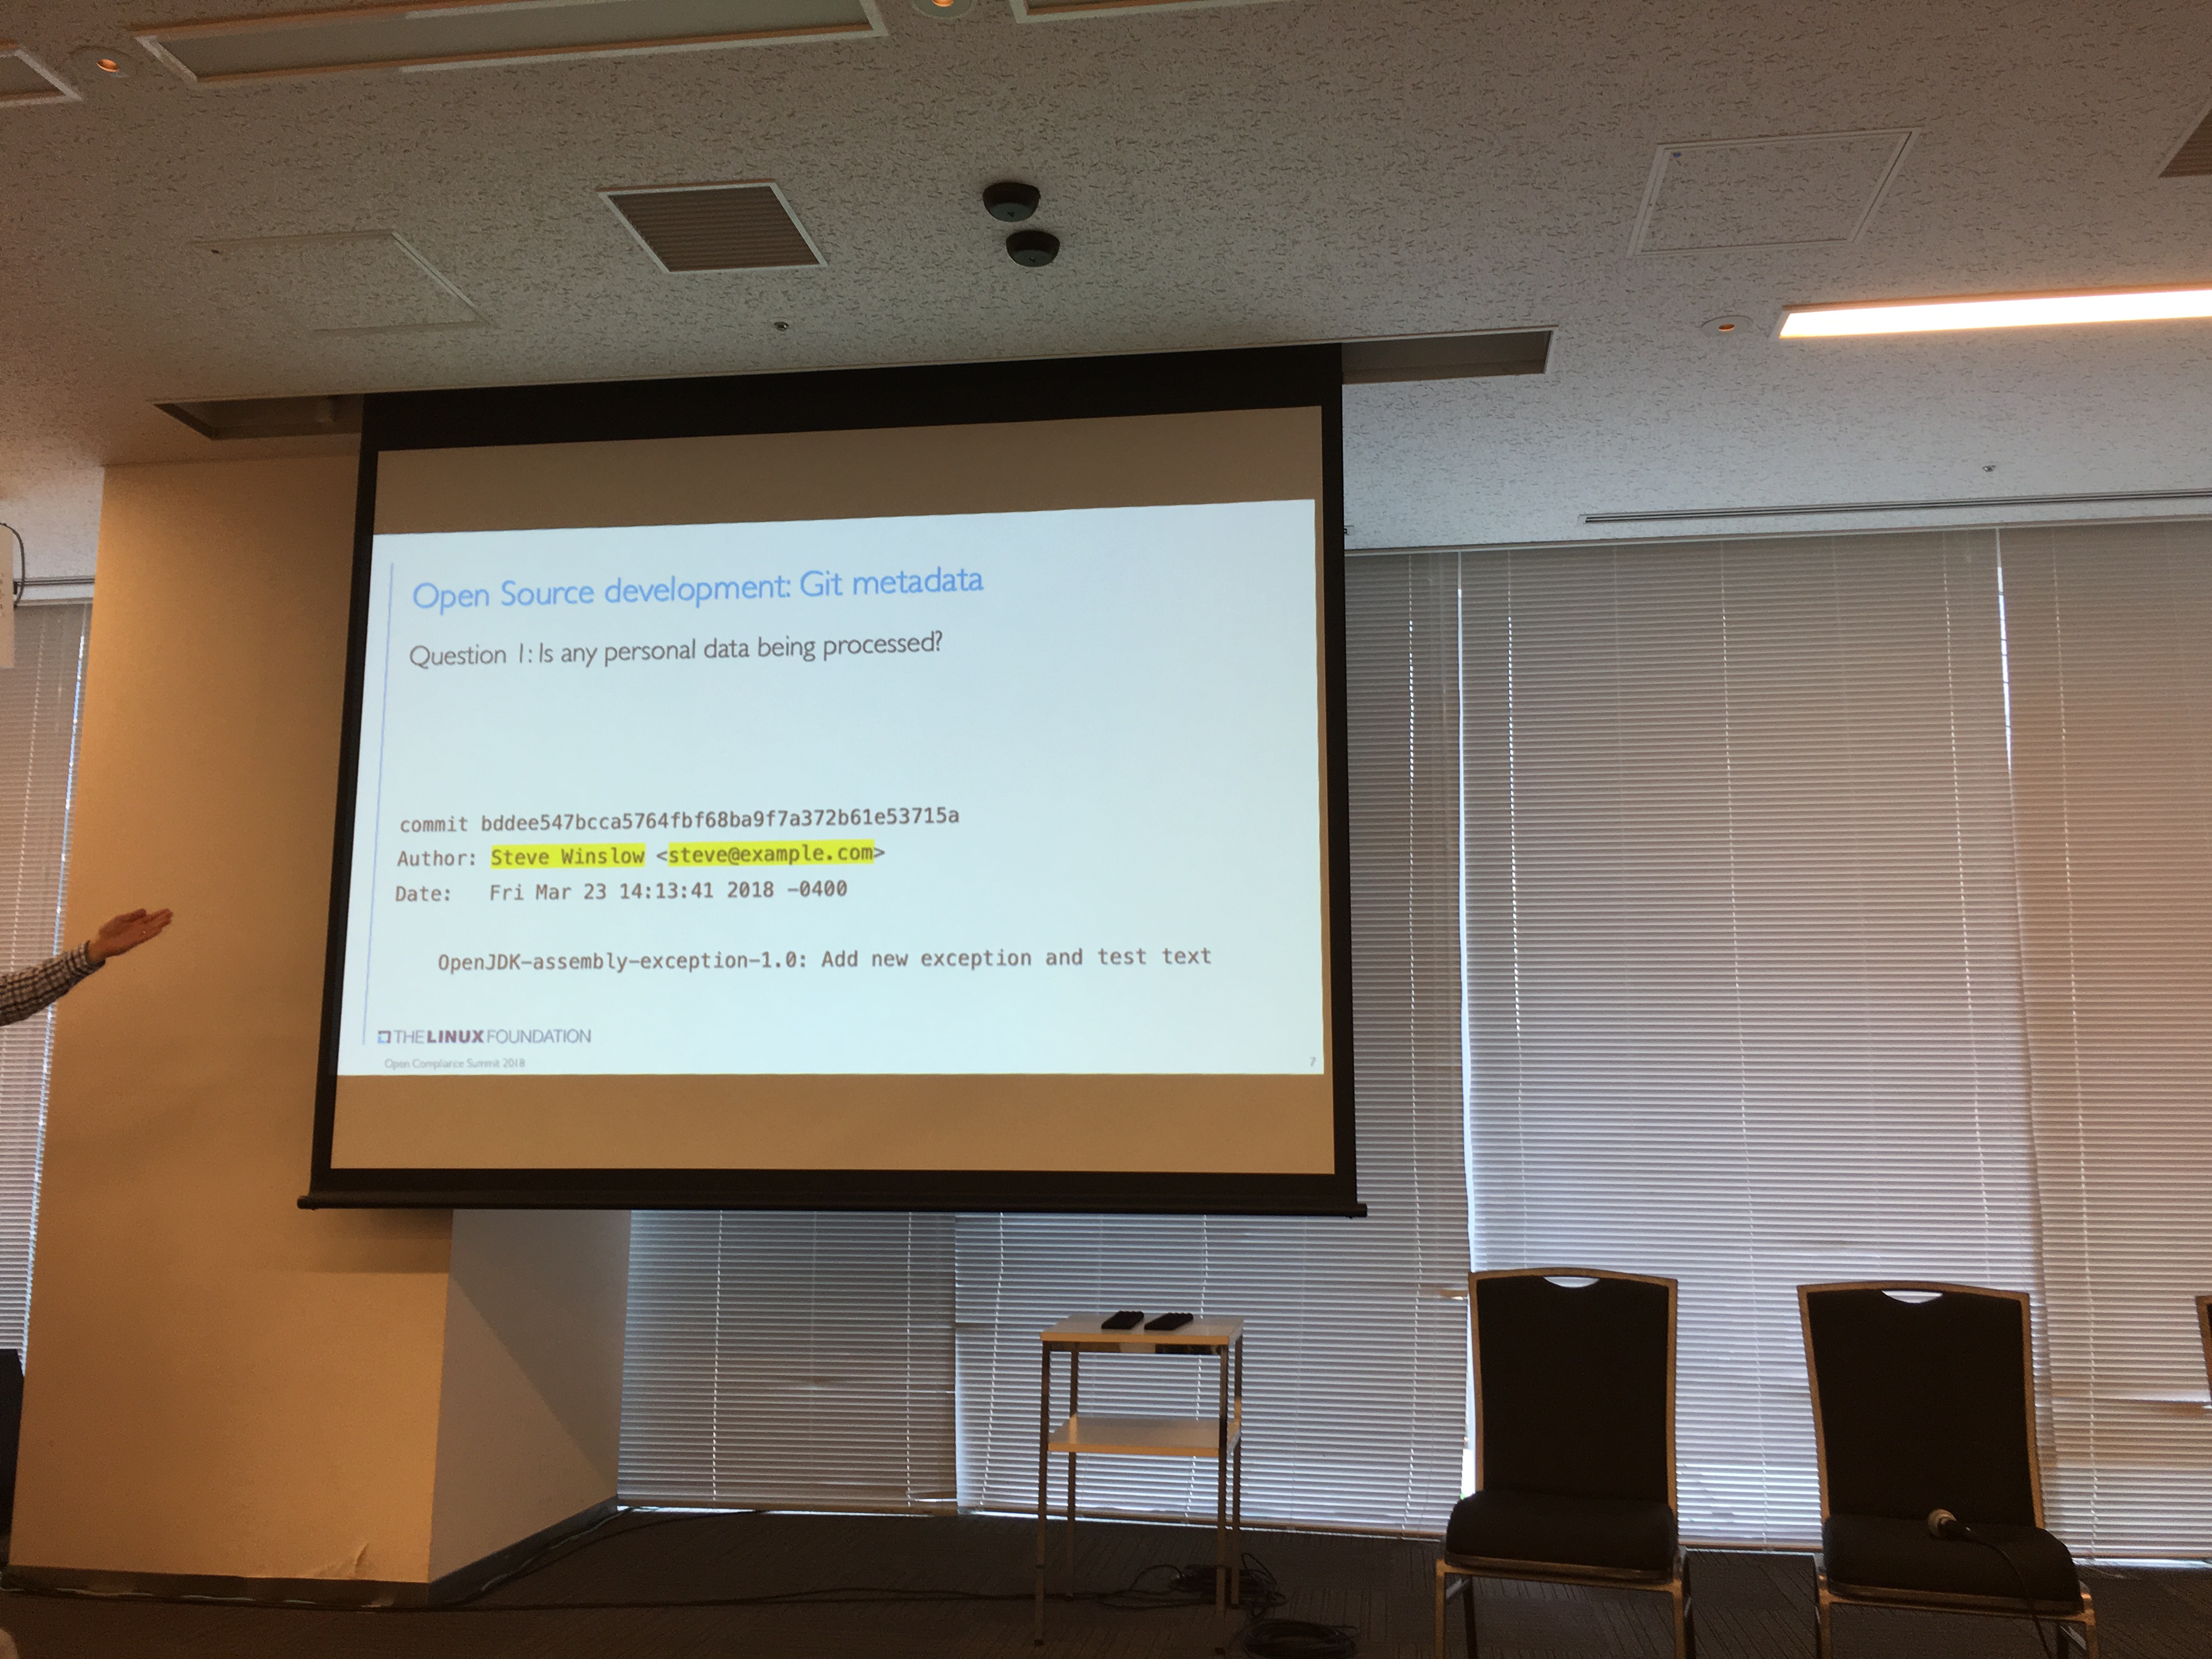 Open Source development: Git metadata
Question 1: Is any personal data being processed?
commit bddee547bcca5764fbf68ba9f7a372b61e53715a
Author: Steve Winslow <steve@example.com>
Date: Fri Mar 23 14:13:41 2018 -0400
OpenJDK-assembly-exception-1.0: Add new exception and test text
THE LINUX FOUNDATION
Open Compliance Summit 2018
7